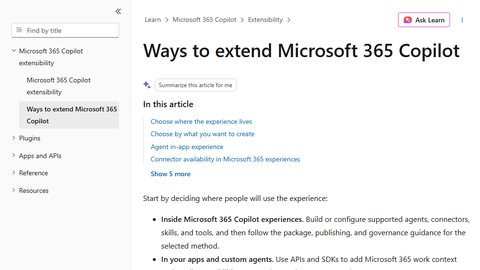 Find by title
Microsoft 365 Copilot
extensibility
Microsoft 365 Copilot
extensibility
Ways to extend Microsoft 365
Copilot
Plugins
Apps and APIs
Reference
Resources
Learn
Microsoft 365 Copilot
Extensibility
Ask Learn
Ways to extend Microsoft 365 Copilot
Summarize this article for me
In this article
Choose where the experience lives
Choose by what you want to create
Agent in-app experience
Connector availability in Microsoft 365 experiences
Show 5 more
Start by deciding where people will use the experience:
Inside Microsoft 365 Copilot experiences. Build or configure supported agents, connectors,
skills, and tools, and then follow the package, publishing, and governance guidance for the
selected method.
In your apps and custom agents. Use APIs and SDKs to add Microsoft 365 work context